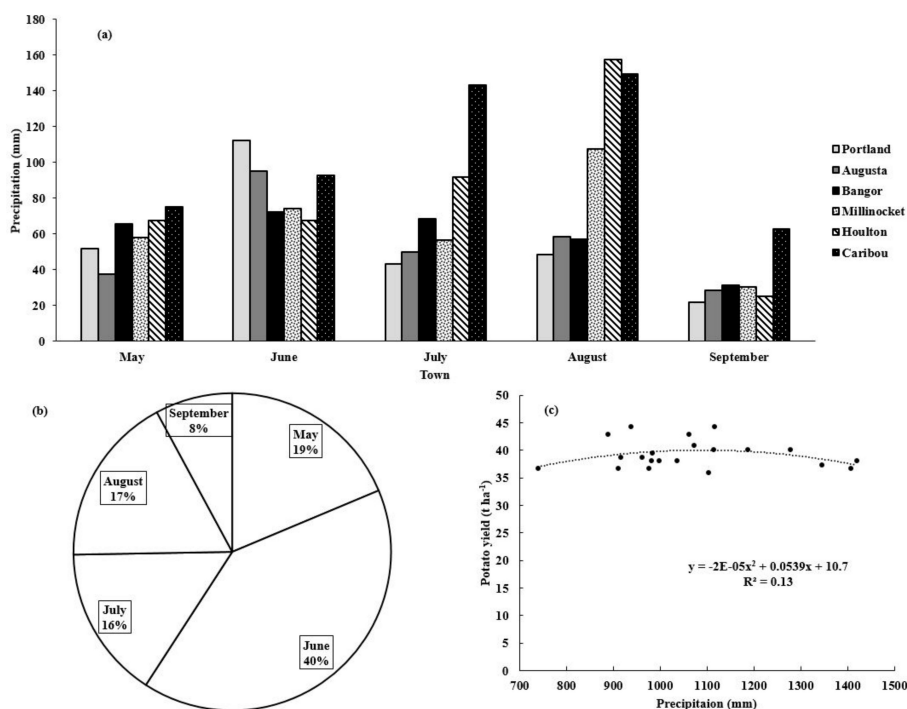 (a)
Precipitation (mm)
180
160
140
120
100
80
60
40
20
0
May June July August September
Town
Portland
Augusta
Bangor
Millinocket
Houlton
Caribou
(b)
September
8%
May
19%
August
17%
July
16%
June
40%
(c)
Potato yield (t ha⁻¹)
50
45
40
35
30
25
20
15
10
5
0
y = -2E-05x² + 0.0539x + 10.7
R² = 0.13
700 800 900 1000 1100 1200 1300 1400 1500
Precipitaion (mm)